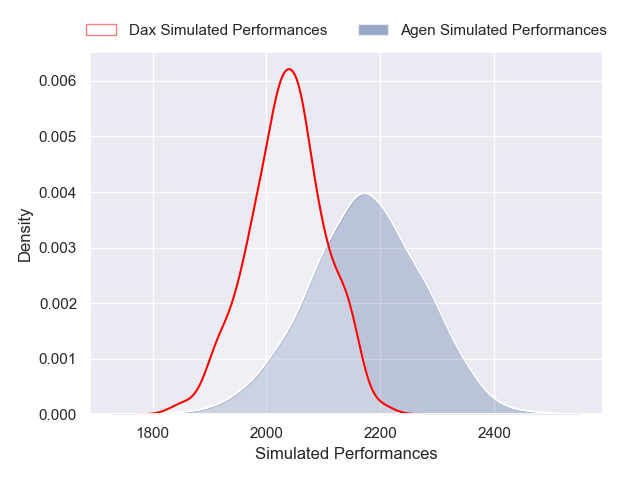 Dax Simulated Performances
Agen Simulated Performances
0.006
0.005
0.004
0.003
0.002
0.001
0.000
Density
1800
2000
2200
2400
Simulated Performances